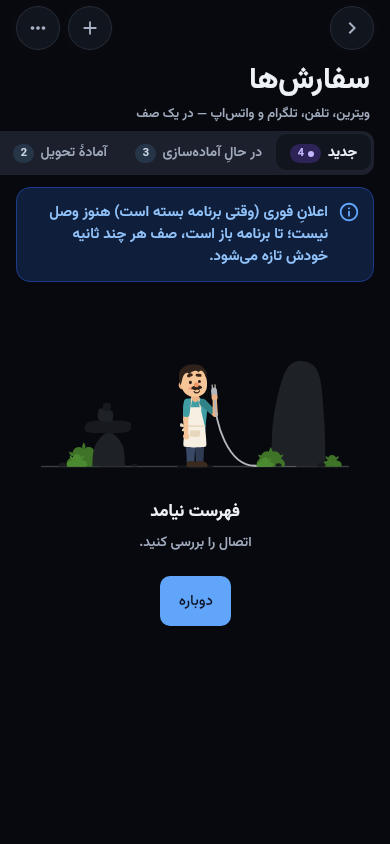 سفارش‌ها
ویترین، تلفن، تلگرام و واتس‌اپ — در یک صف
جدید 4
در حالِ آماده‌سازی 3
آمادهٔ تحویل 2
اعلانِ فوری (وقتی برنامه بسته است) هنوز وصل
نیست؛ تا برنامه باز است، صف هر چند ثانیه
خودش تازه می‌شود.
فهرست نیامد
اتصال را بررسی کنید.
دوباره